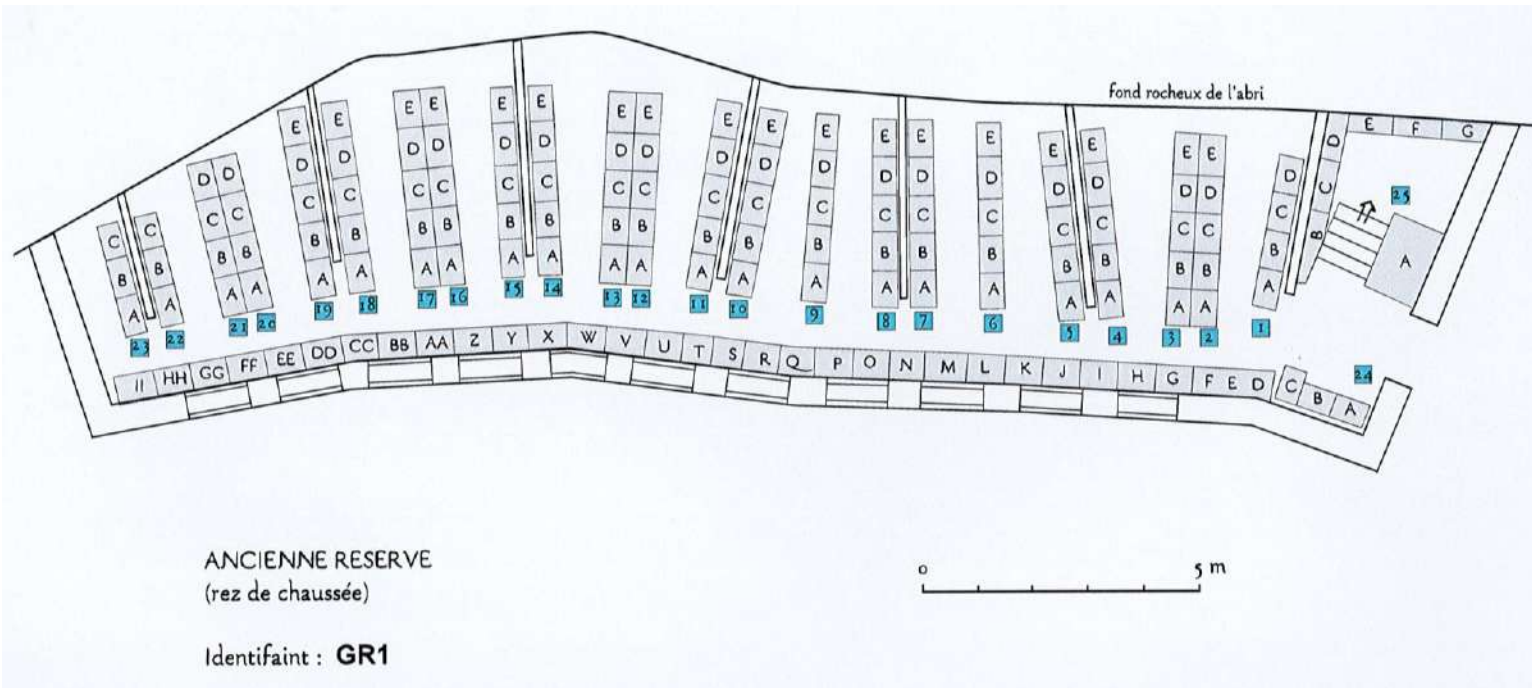 fond rocheux de l'abri
C B A
23
C B A
22
D C B A
21
D C B A
20
E D C B A
19
E D C B A
18
E D C B A
17
E D C B A
16
E D C B A
15
E D C B A
14
E D C B A
13
E D C B A
12
E D C B A
11
E D C B A
10
E D C B A
9
E D C B A
8
E D C B A
7
E D C B A
6
E D C B A
5
E D C B A
4
E D C B A
3
E D C B A
2
D C B A
1
D C B
E F G
25
A
24
II HH GG FF EE DD CC BB AA Z Y X W V U T S R Q P O N M L K J I H G F E D C B A
ANCIENNE RESERVE
(rez de chaussée)
Identifaint : GR1
0 5 m